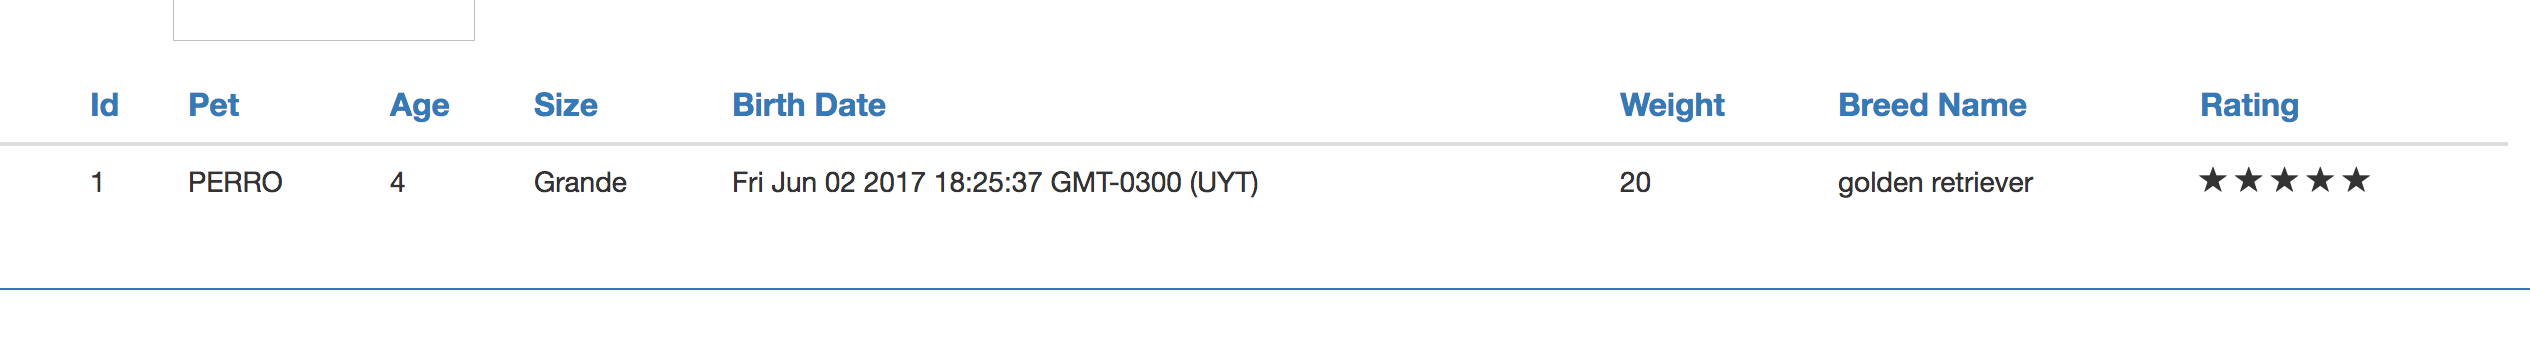 Id Pet Age Size Birth Date Weight Breed Name Rating
1 PERRO 4 Grande Fri Jun 02 2017 18:25:37 GMT-0300 (UYT) 20 golden retriever ★★★★★